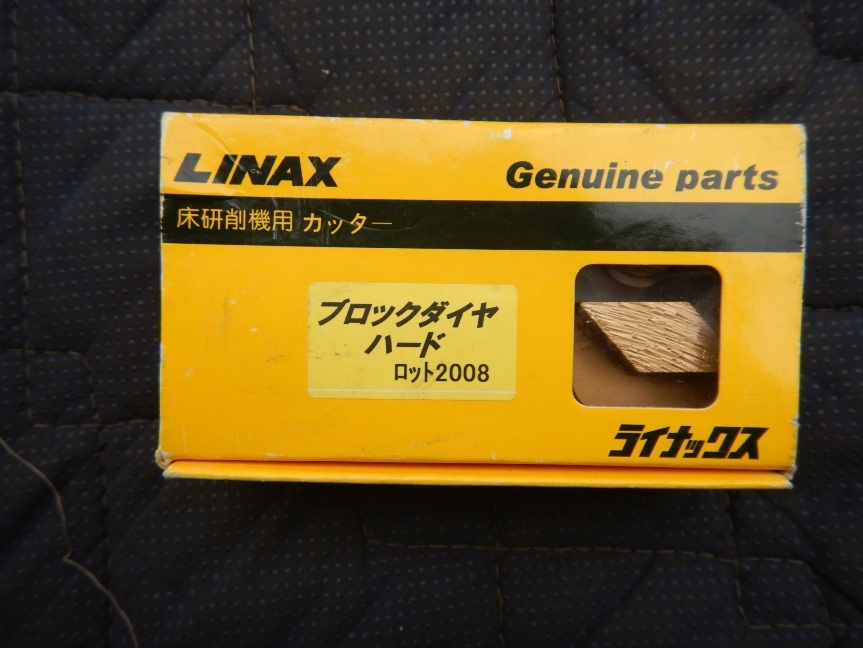 LINAX
Genuine parts
床研削機用 カッター
ブロックダイヤ
ハード
ﾛｯﾄ2008
ライナックス